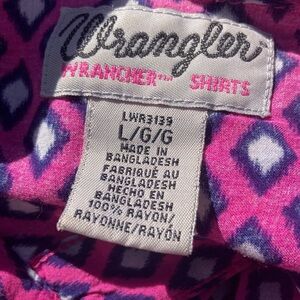 Wrangler
WRANCHER™ SHIRTS
LWR3139
L/G/G
MADE IN
BANGLADESH
FABRIQUÉ AU
BANGLADESH
HECHO EN
BANGLADESH
100% RAYON/
RAYONNE/RAYÓN